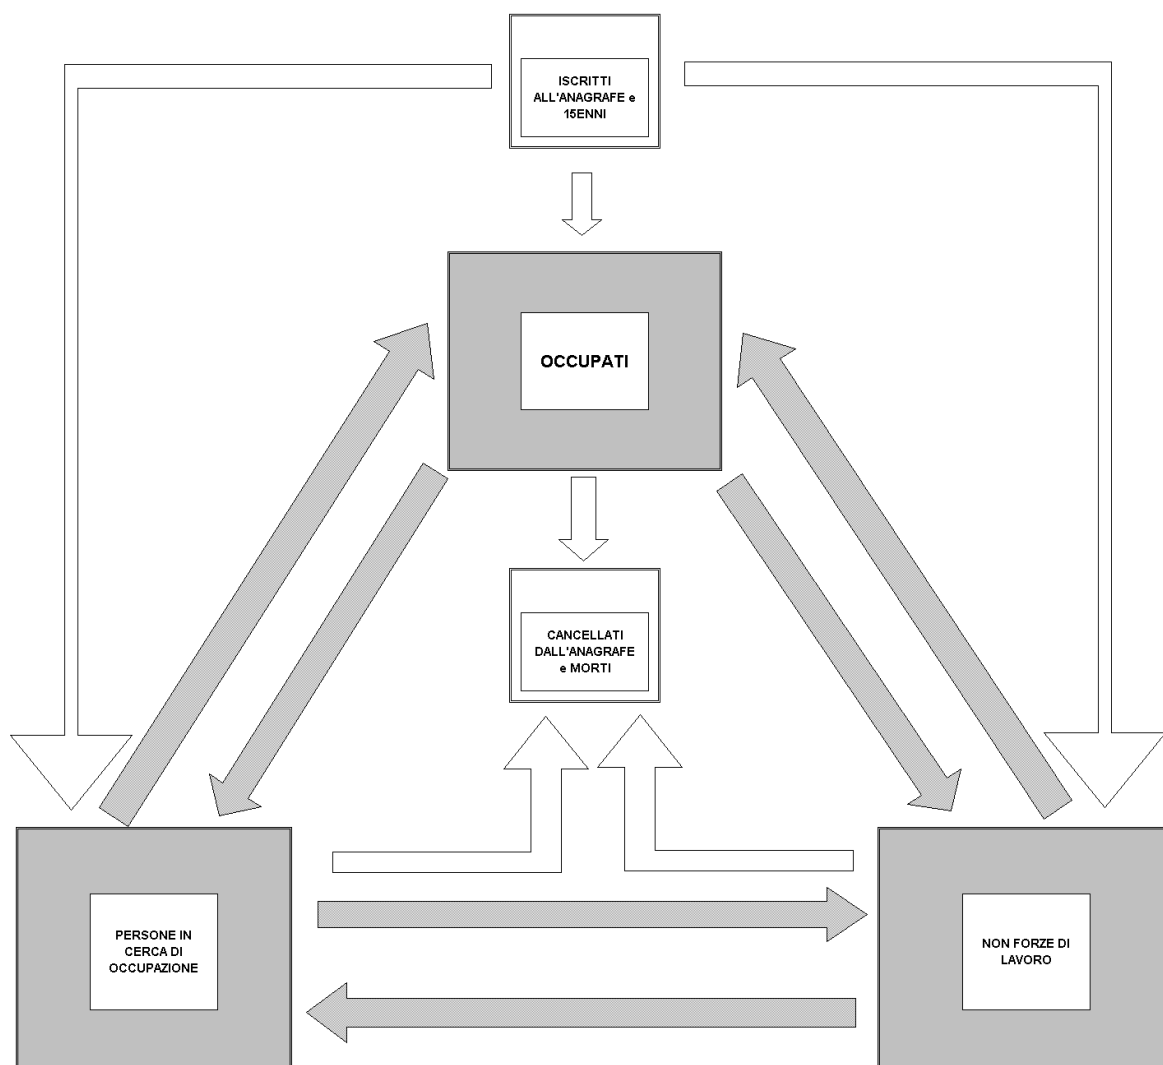 ISCRITTI
ALL'ANAGRAFE e
15ENNI
OCCUPATI
CANCELLATI
DALL'ANAGRAFE
e MORTI
PERSONE IN
CERCA DI
OCCUPAZIONE
NON FORZE DI
LAVORO